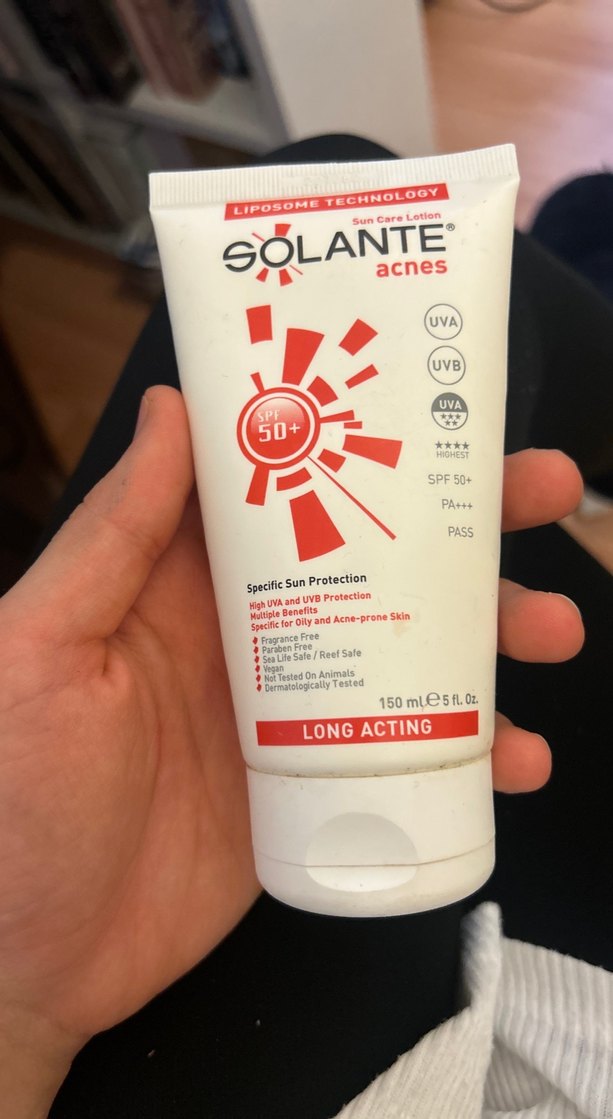 LIPOSOME TECHNOLOGY
Sun Care Lotion
SOLANTE®
acnes
UVA
UVB
UVA
★★★★
HIGHEST
SPF 50+
PA+++
PASS
SPF
50+
Specific Sun Protection
High UVA and UVB Protection
Multiple Benefits
Specific for Oily and Acne-prone Skin
Fragrance Free
Paraben Free
Sea Life Safe / Reef Safe
Vegan
Not Tested On Animals
Dermatologically Tested
150 ml ℮ 5 fl. Oz.
LONG ACTING